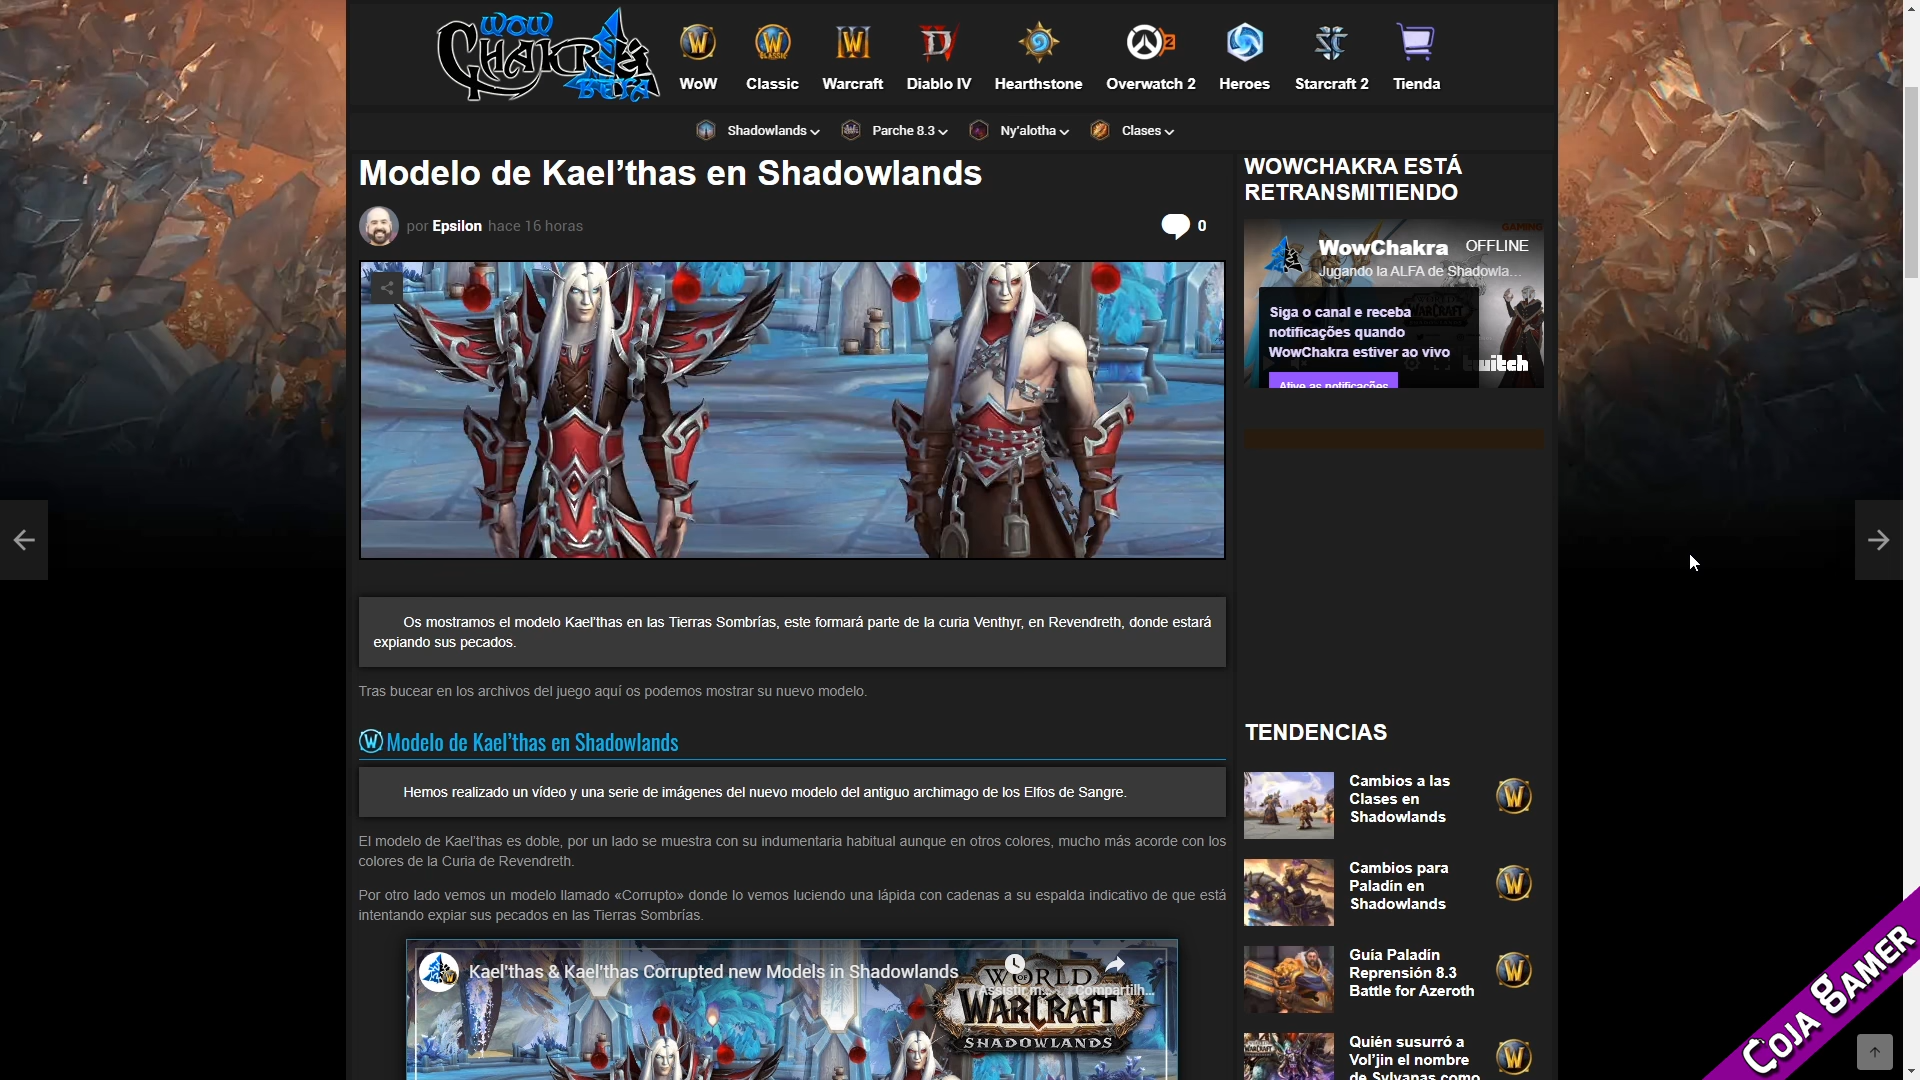 WOW
CHAKRA
BETA
WoW
Classic
Warcraft
Diablo IV
Hearthstone
Overwatch 2
Heroes
Starcraft 2
Tienda
Shadowlands
Parche 8.3
Ny'alotha
Clases
Modelo de Kael’thas en Shadowlands
por Epsilon hace 16 horas
0
Os mostramos el modelo Kael’thas en las Tierras Sombrías, este formará parte de la curia Venthyr, en Revendreth, donde estará
expiando sus pecados.
Tras bucear en los archivos del juego aquí os podemos mostrar su nuevo modelo.
Modelo de Kael’thas en Shadowlands
Hemos realizado un vídeo y una serie de imágenes del nuevo modelo del antiguo archimago de los Elfos de Sangre.
El modelo de Kael’thas es doble, por un lado se muestra con su indumentaria habitual aunque en otros colores, mucho más acorde con los
colores de la Curia de Revendreth.
Por otro lado vemos un modelo llamado «Corrupto» donde lo vemos luciendo una lápida con cadenas a su espalda indicativo de que está
intentando expiar sus pecados en las Tierras Sombrías.
Kael'thas & Kael'thas Corrupted new Models in Shadowlands
Assistir m...
Compartilh...
WORLD
OF
WARCRAFT
SHADOWLANDS
WOWCHAKRA ESTÁ
RETRANSMITIENDO
WowChakra
OFFLINE
Jugando la ALFA de Shadowla...
Siga o canal e receba
notificações quando
WowChakra estiver ao vivo
Ative as notificações
twitch
TENDENCIAS
Cambios a las
Clases en
Shadowlands
Cambios para
Paladín en
Shadowlands
Guía Paladín
Reprensión 8.3
Battle for Azeroth
Quién susurró a
Vol’jin el nombre
de Sylvanas como
COJA GAMER